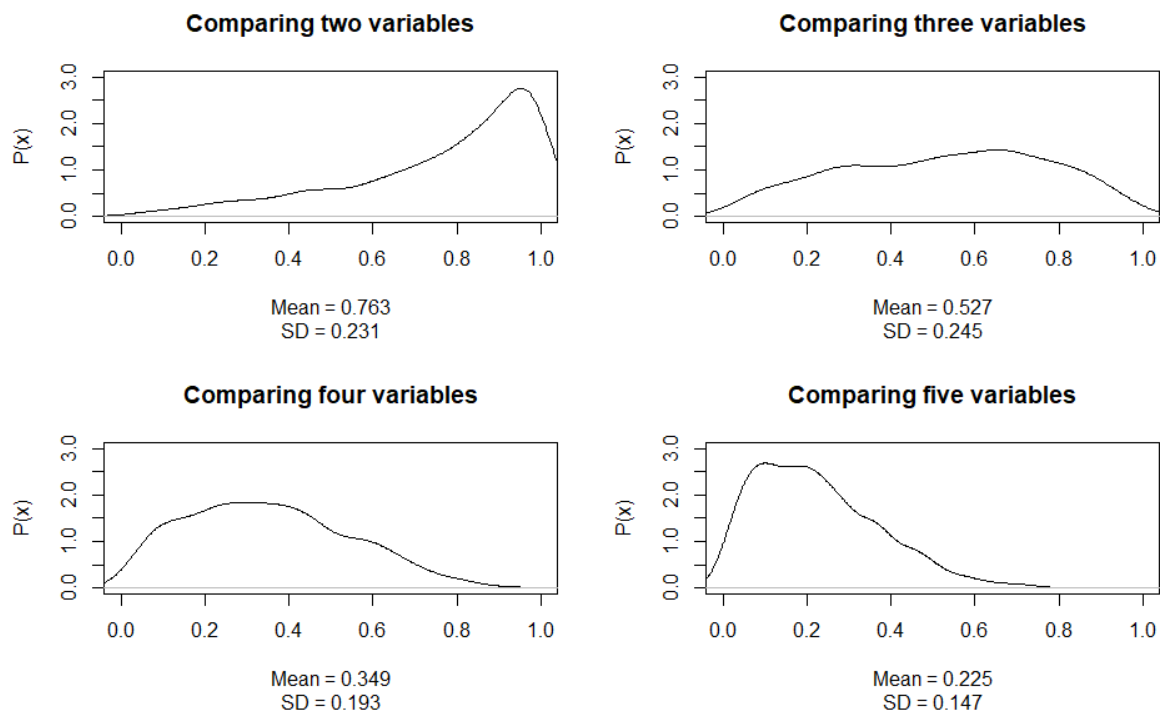 Comparing two variables
P(x)
3.0
2.0
1.0
0.0
0.0 0.2 0.4 0.6 0.8 1.0
Mean = 0.763
SD = 0.231
Comparing three variables
P(x)
3.0
2.0
1.0
0.0
0.0 0.2 0.4 0.6 0.8 1.0
Mean = 0.527
SD = 0.245
Comparing four variables
P(x)
3.0
2.0
1.0
0.0
0.0 0.2 0.4 0.6 0.8 1.0
Mean = 0.349
SD = 0.193
Comparing five variables
P(x)
3.0
2.0
1.0
0.0
0.0 0.2 0.4 0.6 0.8 1.0
Mean = 0.225
SD = 0.147